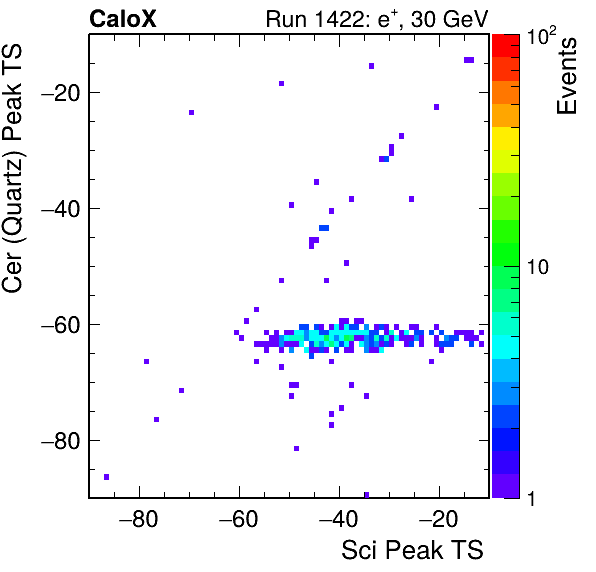 CaloX
Run 1422: e⁺, 30 GeV
Cer (Quartz) Peak TS
−20
−40
−60
−80
−80
−60
−40
−20
Sci Peak TS
10²
10
1
Events